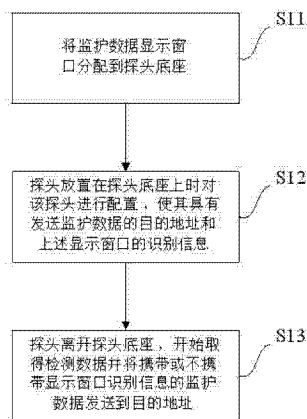 S11
将监护数据显示窗
口分配到探头底座
S12
探头放置在探头底座上时对
该探头进行配置，使其具有
发送监护数据的目的地址和
上述显示窗口的识别信息
S13
探头离开探头底座，开始取
得检测数据并将携带或不携
带显示窗口识别信息的监护
数据发送到目的地址